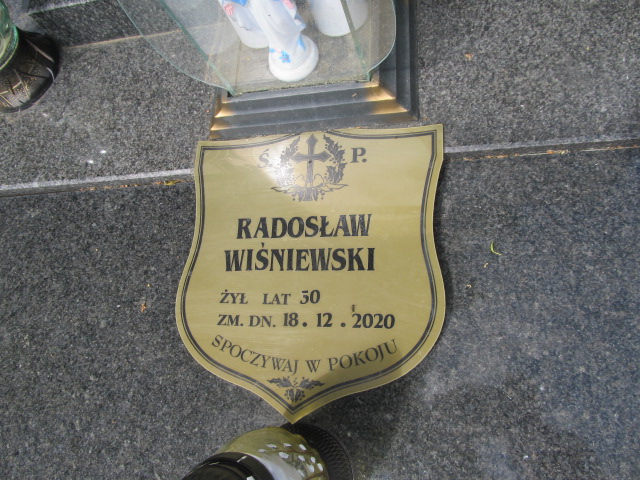 Ś. P.
RADOSŁAW
WIŚNIEWSKI
ŻYŁ LAT 50
ZM. DN. 18. 12. 2020
SPOCZYWAJ W POKOJU